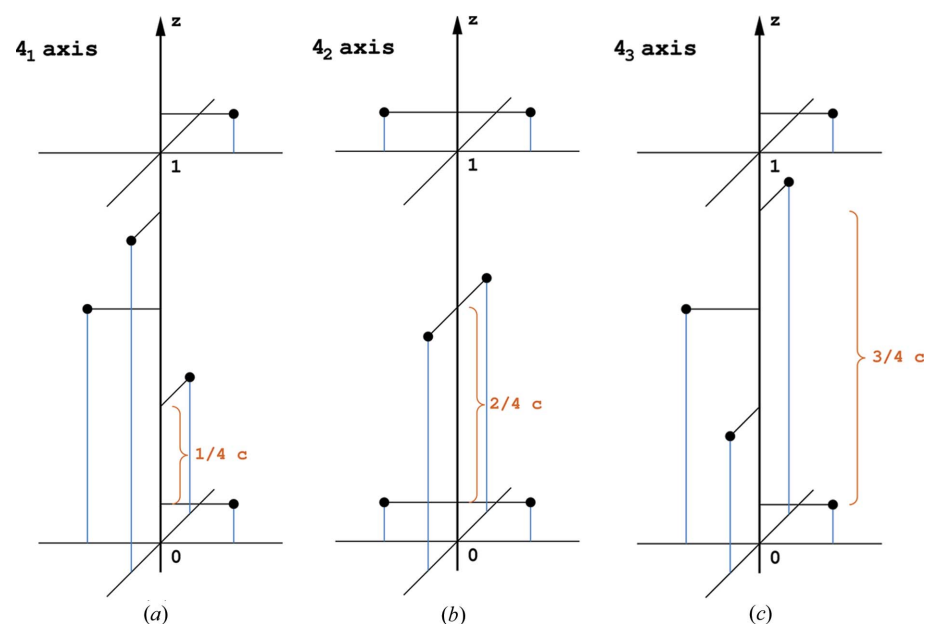 z
4₁ axis
1
1/4 c
0
(a)
z
4₂ axis
1
2/4 c
0
(b)
z
4₃ axis
1
3/4 c
0
(c)